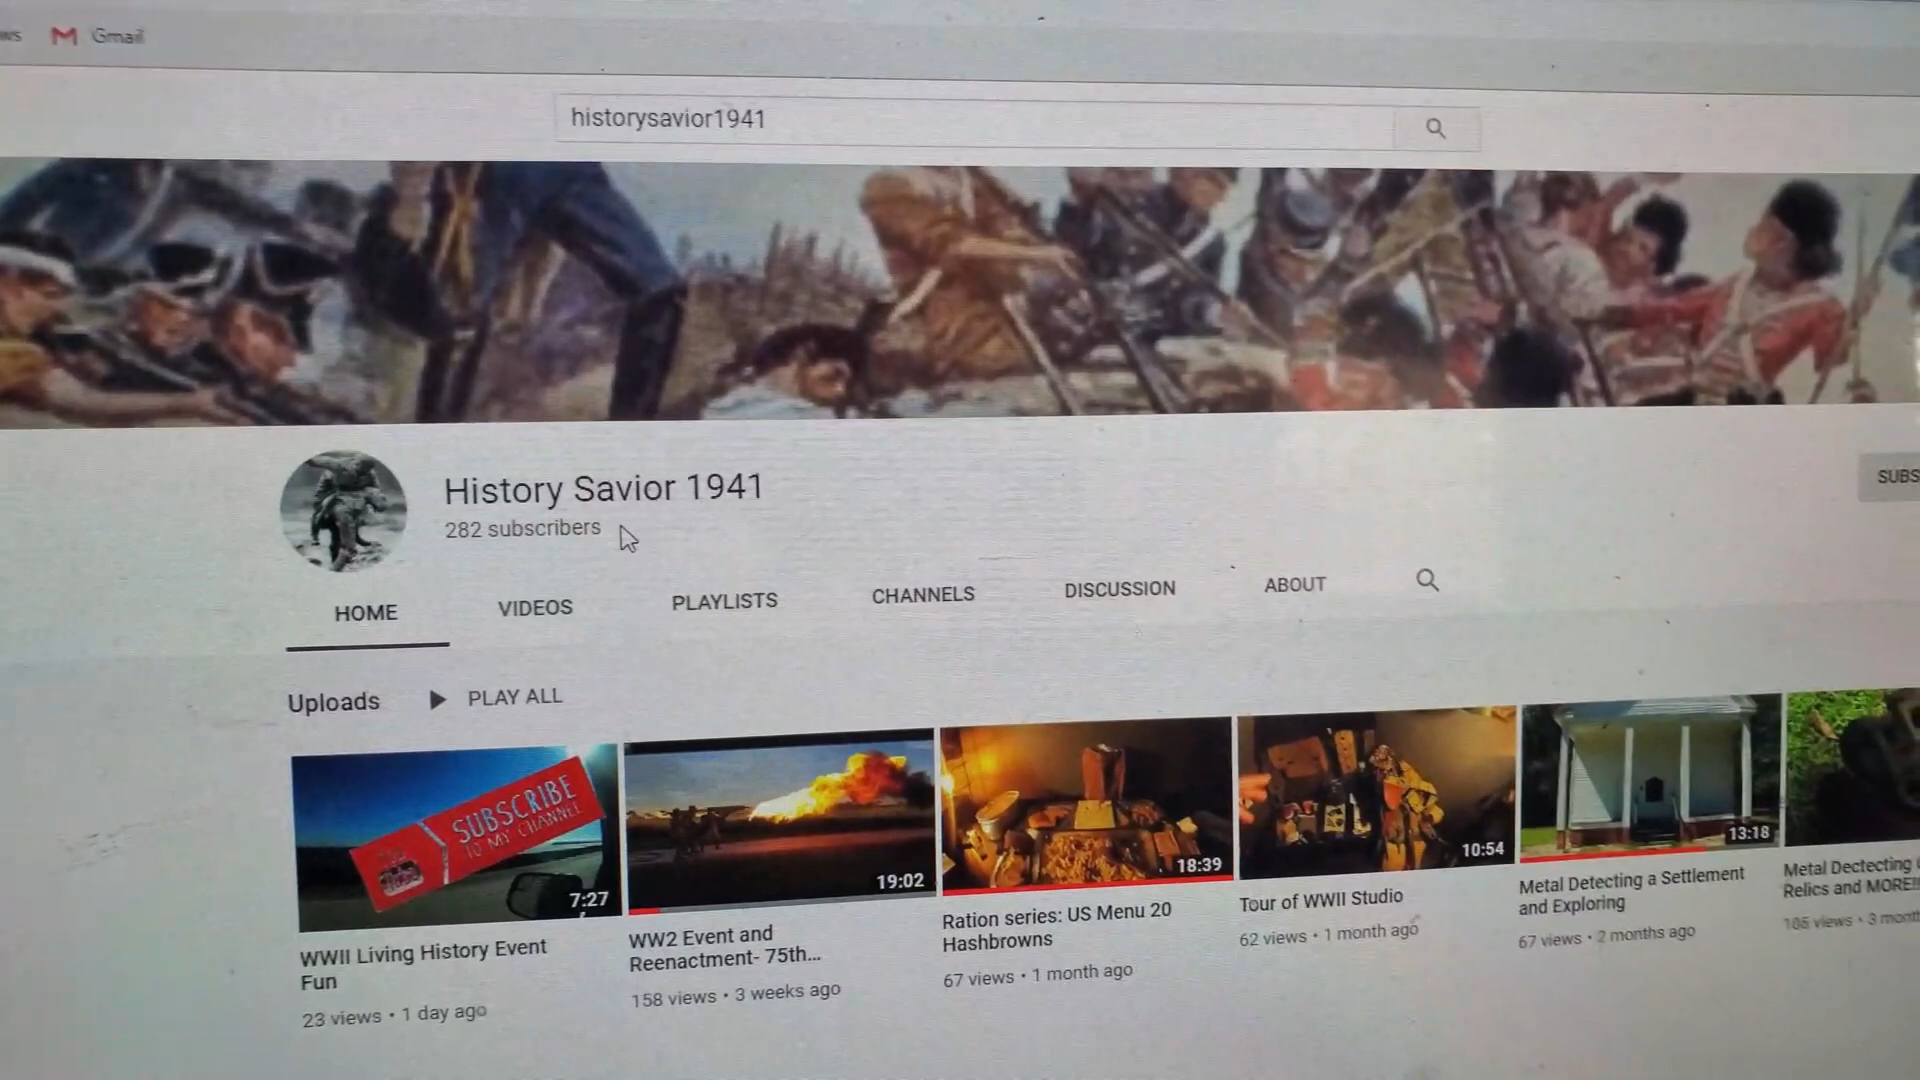 Gmail
historysavior1941
History Savior 1941
282 subscribers
SUBS
HOME VIDEOS PLAYLISTS CHANNELS DISCUSSION ABOUT
Uploads PLAY ALL
SUBSCRIBE
TO MY CHANNEL
7:27
19:02
18:39
10:54
13:18
WWII Living History Event
Fun
23 views • 1 day ago
WW2 Event and
Reenactment- 75th...
158 views • 3 weeks ago
Ration series: US Menu 20
Hashbrowns
67 views • 1 month ago
Tour of WWII Studio
62 views • 1 month ago
Metal Detecting a Settlement
and Exploring
67 views • 2 months ago
Metal Dectecting
Relics and MORE!!
views • 3 mont